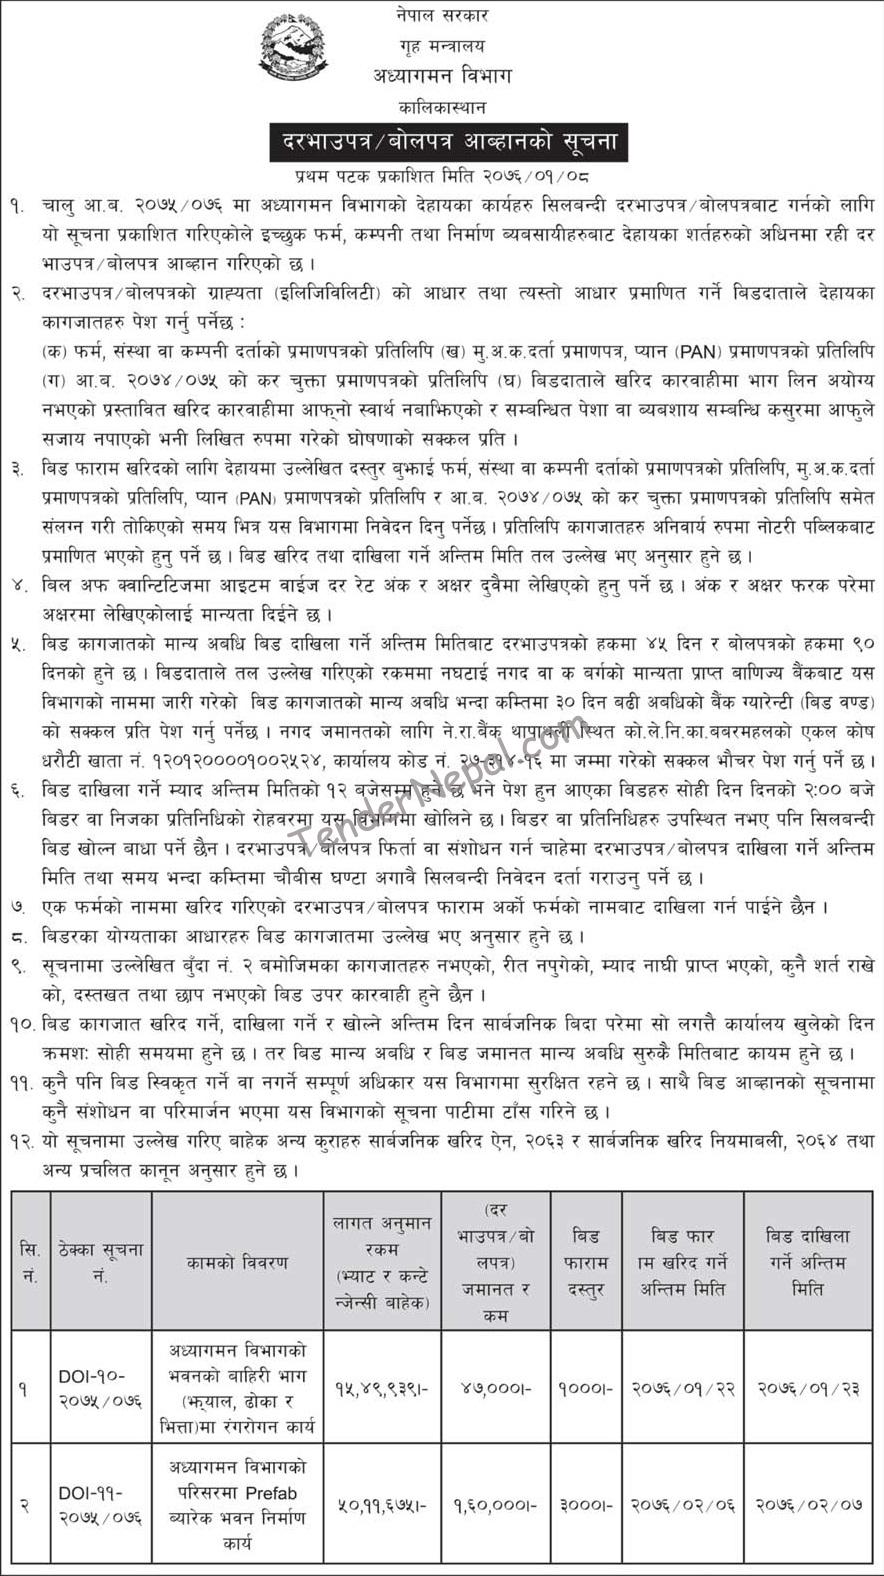 नेपाल सरकार
गृह मन्त्रालय
अध्यागमन विभाग
कालिकास्थान
दरभाउपत्र/बोलपत्र आब्हानको सूचना
प्रथम पटक प्रकाशित मिति २०७६/०१/०८
१. चालु आ.ब. २०७५/०७६ मा अध्यागमन विभागको देहायका कार्यहरु सिलबन्दी दरभाउपत्र/बोलपत्रबाट गर्नको लागि
यो सूचना प्रकाशित गरिएकोले इच्छुक फर्म, कम्पनी तथा निर्माण ब्यबसायीहरुबाट देहायका शर्तहरुको अधिनमा रही दर
भाउपत्र/बोलपत्र आब्हान गरिएको छ ।
२. दरभाउपत्र/बोलपत्रको ग्राह्यता (इलिजिविलिटी) को आधार तथा त्यस्तो आधार प्रमाणित गर्ने बिडदाताले देहायका
कागजातहरु पेश गर्नु पर्नेछ :
(क) फर्म, संस्था वा कम्पनी दर्ताको प्रमाणपत्रको प्रतिलिपि (ख) मु.अ.क.दर्ता प्रमाणपत्र, प्यान (PAN) प्रमाणपत्रको प्रतिलिपि
(ग) आ.ब. २०७४/०७५ को कर चुक्ता प्रमाणपत्रको प्रतिलिपि (घ) बिडदाताले खरिद कारवाहीमा भाग लिन अयोग्य
नभएको प्रस्तावित खरिद कारवाहीमा आफ्नो स्वार्थ नबाझिएको र सम्बन्धित पेशा वा ब्यबशाय सम्बन्धि कसुरमा आफुले
सजाय नपाएको भनी लिखित रुपमा गरेको घोषणाको सक्कल प्रति ।
३. बिड फाराम खरिदको लागि देहायमा उल्लेखित दस्तुर बुझाई फर्म, संस्था वा कम्पनी दर्ताको प्रमाणपत्रको प्रतिलिपि, मु.अ.क.दर्ता
प्रमाणपत्रको प्रतिलिपि, प्यान (PAN) प्रमाणपत्रको प्रतिलिपि र आ.ब. २०७४/०७५ को कर चुक्ता प्रमाणपत्रको प्रतिलिपि समेत
संलग्न गरी तोकिएको समय भित्र यस विभागमा निवेदन दिनु पर्नेछ । प्रतिलिपि कागजातहरु अनिवार्य रुपमा नोटरी पब्लिकबाट
प्रमाणित भएको हुनु पर्ने छ । बिड खरिद तथा दाखिला गर्ने अन्तिम मिति तल उल्लेख भए अनुसार हुने छ ।
४. बिल अफ क्वान्टिटिजमा आइटम वाईज दर रेट अंक र अक्षर दुवैमा लेखिएको हुनु पर्ने छ । अंक र अक्षर फरक परेमा
अक्षरमा लेखिएकोलाई मान्यता दिईने छ ।
५. बिड कागजातको मान्य अबधि बिड दाखिला गर्ने अन्तिम मितिबाट दरभाउपत्रको हकमा ४५ दिन र बोलपत्रको हकमा ९०
दिनको हुने छ । बिडदाताले तल उल्लेख गरिएको रकममा नघटाई नगद वा क बर्गको मान्यता प्राप्त बाणिज्य बैंकबाट यस
विभागको नाममा जारी गरेको बिड कागजातको मान्य अबधि भन्दा कम्तिमा ३० दिन बढी अबधिको बैंक ग्यारेन्टी (बिड वण्ड)
को सक्कल प्रति पेश गर्नु पर्नेछ । नगद जमानतको लागि ने.रा.बैंक थापाथली स्थित को.ले.नि.का.बबरमहलको एकल कोष
धरौटी खाता नं. १२०१२००००१००२५२४, कार्यालय कोड नं. २७-३१४-१६ मा जम्मा गरेको सक्कल भौचर पेश गर्नु पर्ने छ ।
६. बिड दाखिला गर्ने म्याद अन्तिम मितिको १२ बजेसम्म हुने छ भने पेश हुन आएका बिडहरु सोही दिन दिनको २:०० बजे
बिडर वा निजका प्रतिनिधिको रोहवरमा यस विभागमा खोलिने छ । बिडर वा प्रतिनिधिहरु उपस्थित नभए पनि सिलबन्दी
बिड खोल्न बाधा पर्ने छैन । दरभाउपत्र/बोलपत्र फिर्ता वा संशोधन गर्न चाहेमा दरभाउपत्र/बोलपत्र दाखिला गर्ने अन्तिम
मिति तथा समय भन्दा कम्तिमा चौबीस घण्टा अगावै सिलबन्दी निवेदन दर्ता गराउनु पर्ने छ ।
७. एक फर्मको नाममा खरिद गरिएको दरभाउपत्र/बोलपत्र फाराम अर्को फर्मको नामबाट दाखिला गर्न पाईने छैन ।
८. बिडरका योग्यताका आधारहरु बिड कागजातमा उल्लेख भए अनुसार हुने छ ।
९. सूचनामा उल्लेखित बुँदा नं. २ बमोजिमका कागजातहरु नभएको, रीत नपुगेको, म्याद नाघी प्राप्त भएको, कुनै शर्त राखे
को, दस्तखत तथा छाप नभएको बिड उपर कारवाही हुने छैन ।
१०. बिड कागजात खरिद गर्ने, दाखिला गर्ने र खोल्ने अन्तिम दिन सार्बजनिक बिदा परेमा सो लगत्तै कार्यालय खुलेको दिन
क्रमशः सोही समयमा हुने छ । तर बिड मान्य अबधि र बिड जमानत मान्य अबधि सुरुकै मितिबाट कायम हुने छ ।
११. कुनै पनि बिड स्विकृत गर्ने वा नगर्ने सम्पूर्ण अधिकार यस विभागमा सुरक्षित रहने छ । साथै बिड आब्हानको सूचनामा
कुनै संशोधन वा परिमार्जन भएमा यस विभागको सूचना पाटीमा टाँस गरिने छ ।
१२. यो सूचनामा उल्लेख गरिए बाहेक अन्य कुराहरु सार्बजनिक खरिद ऐन, २०६३ र सार्बजनिक खरिद नियमाबली, २०६४ तथा
अन्य प्रचलित कानून अनुसार हुने छ ।
TenderNepal.com
सि. नं. | ठेक्का सूचना नं. | कामको विवरण | लागत अनुमान रकम (भ्याट र कन्टे न्जेन्सी बाहेक) | (दर भाउपत्र/बो लपत्र) जमानत र कम | बिड फाराम दस्तुर | बिड फार ाम खरिद गर्ने अन्तिम मिति | बिड दाखिला गर्ने अन्तिम मिति
१ | DOI-१०-२०७५/०७६ | अध्यागमन विभागको भवनको बाहिरी भाग (झ्याल, ढोका र भित्ता)मा रंगरोगन कार्य | १५,४९,९३९।- | ४७,०००।- | १०००।- | २०७६/०१/२२ | २०७६/०१/२३
२ | DOI-११-२०७५/०७६ | अध्यागमन विभागको परिसरमा Prefab ब्यारेक भवन निर्माण कार्य | ५०,११,६७५।- | १,६०,०००।- | ३०००।- | २०७६/०२/०६ | २०७६/०२/०७